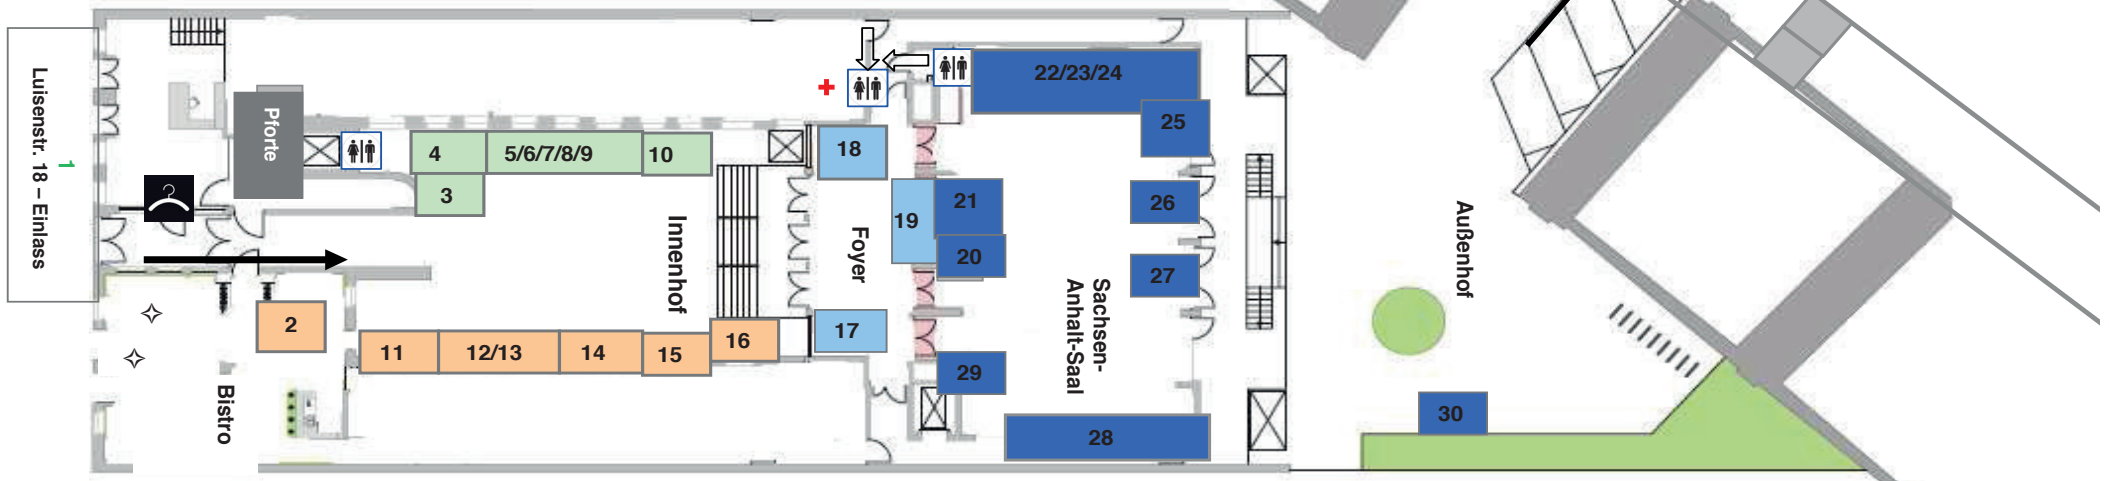 1
Luisenstr. 18 – Einlass
Pforte
4
5/6/7/8/9
10
3
2
Bistro
11
12/13
14
15
16
Innenhof
18
17
Foyer
19
22/23/24
25
21
20
26
27
Sachsen-
Anhalt-Saal
29
28
Außenhof
30